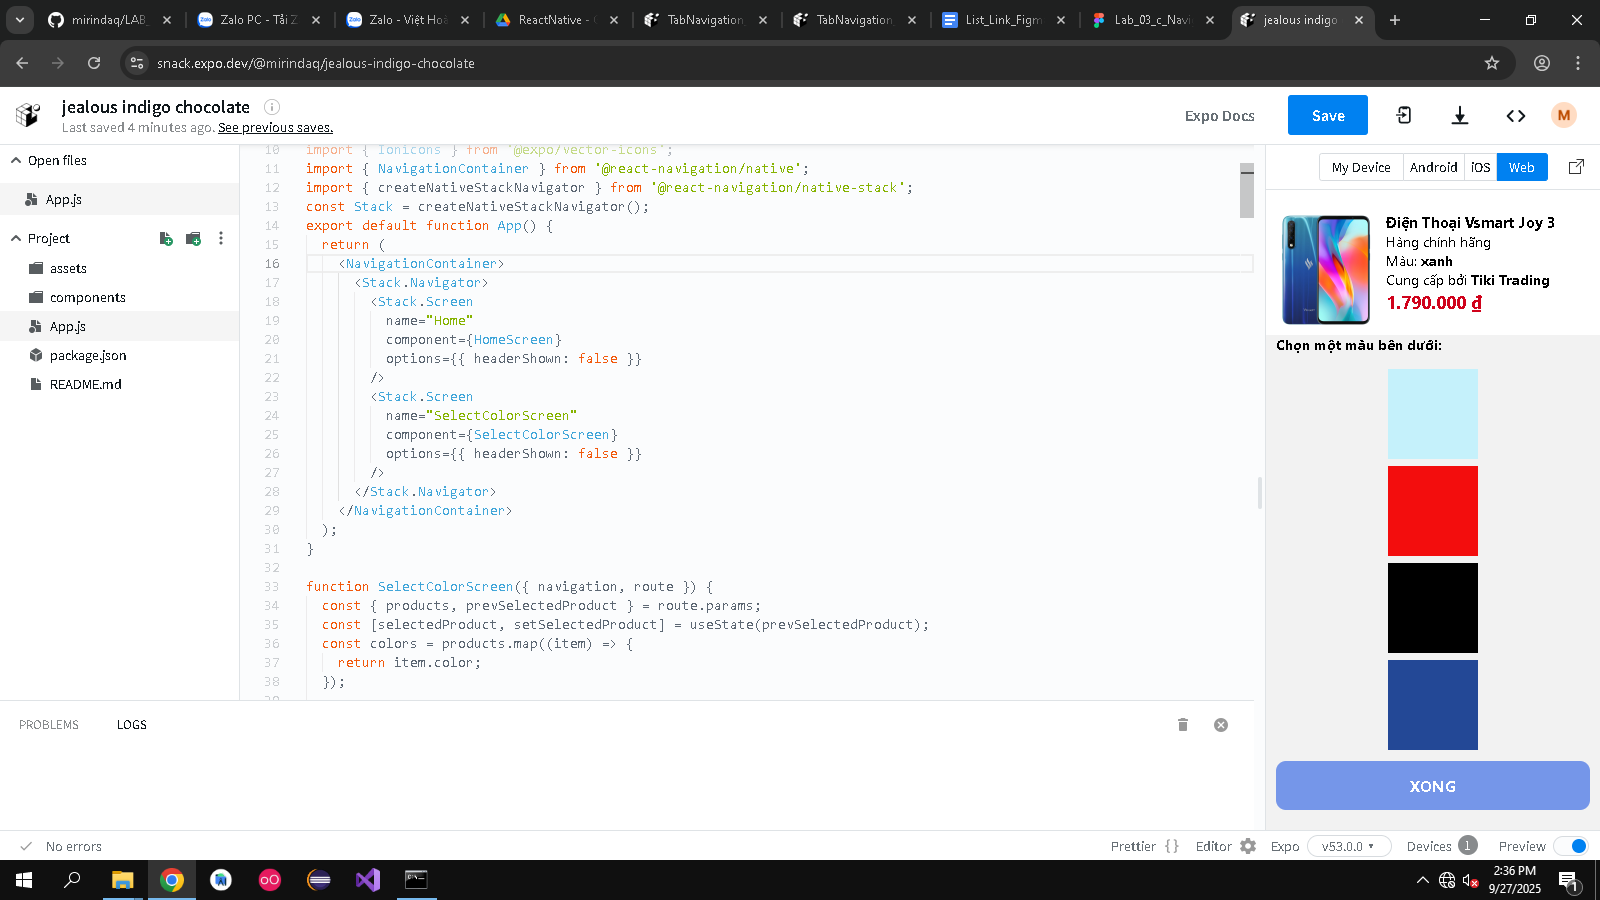 mirindaq/LAB_
Zalo PC - Tải Z
Zalo - Việt Hoà
ReactNative - 
TabNavigation_
TabNavigation
List_Link_Figm
Lab_03_c_Navi
jealous indigo
snack.expo.dev/@mirindaq/jealous-indigo-chocolate
jealous indigo chocolate
Last saved 4 minutes ago. See previous saves.
Expo Docs
Save
M
Open files
App.js
Project
assets
components
App.js
package.json
README.md
10 import { Ionicons } from '@expo/vector-icons';
11 import { NavigationContainer } from '@react-navigation/native';
12 import { createNativeStackNavigator } from '@react-navigation/native-stack';
13 const Stack = createNativeStackNavigator();
14 export default function App() {
15 return (
16 <NavigationContainer>
17 <Stack.Navigator>
18 <Stack.Screen
19 name="Home"
20 component={HomeScreen}
21 options={{ headerShown: false }}
22 />
23 <Stack.Screen
24 name="SelectColorScreen"
25 component={SelectColorScreen}
26 options={{ headerShown: false }}
27 />
28 </Stack.Navigator>
29 </NavigationContainer>
30 );
31 }
32
33 function SelectColorScreen({ navigation, route }) {
34 const { products, prevSelectedProduct } = route.params;
35 const [selectedProduct, setSelectedProduct] = useState(prevSelectedProduct);
36 const colors = products.map((item) => {
37 return item.color;
38 });
My Device
Android
iOS
Web
Điện Thoại Vsmart Joy 3
Hàng chính hãng
Màu: xanh
Cung cấp bởi Tiki Trading
1.790.000 ₫
Chọn một màu bên dưới:
XONG
PROBLEMS
LOGS
No errors
Prettier {}
Editor
Expo
v53.0.0
Devices 1
Preview
2:36 PM
9/27/2025
1